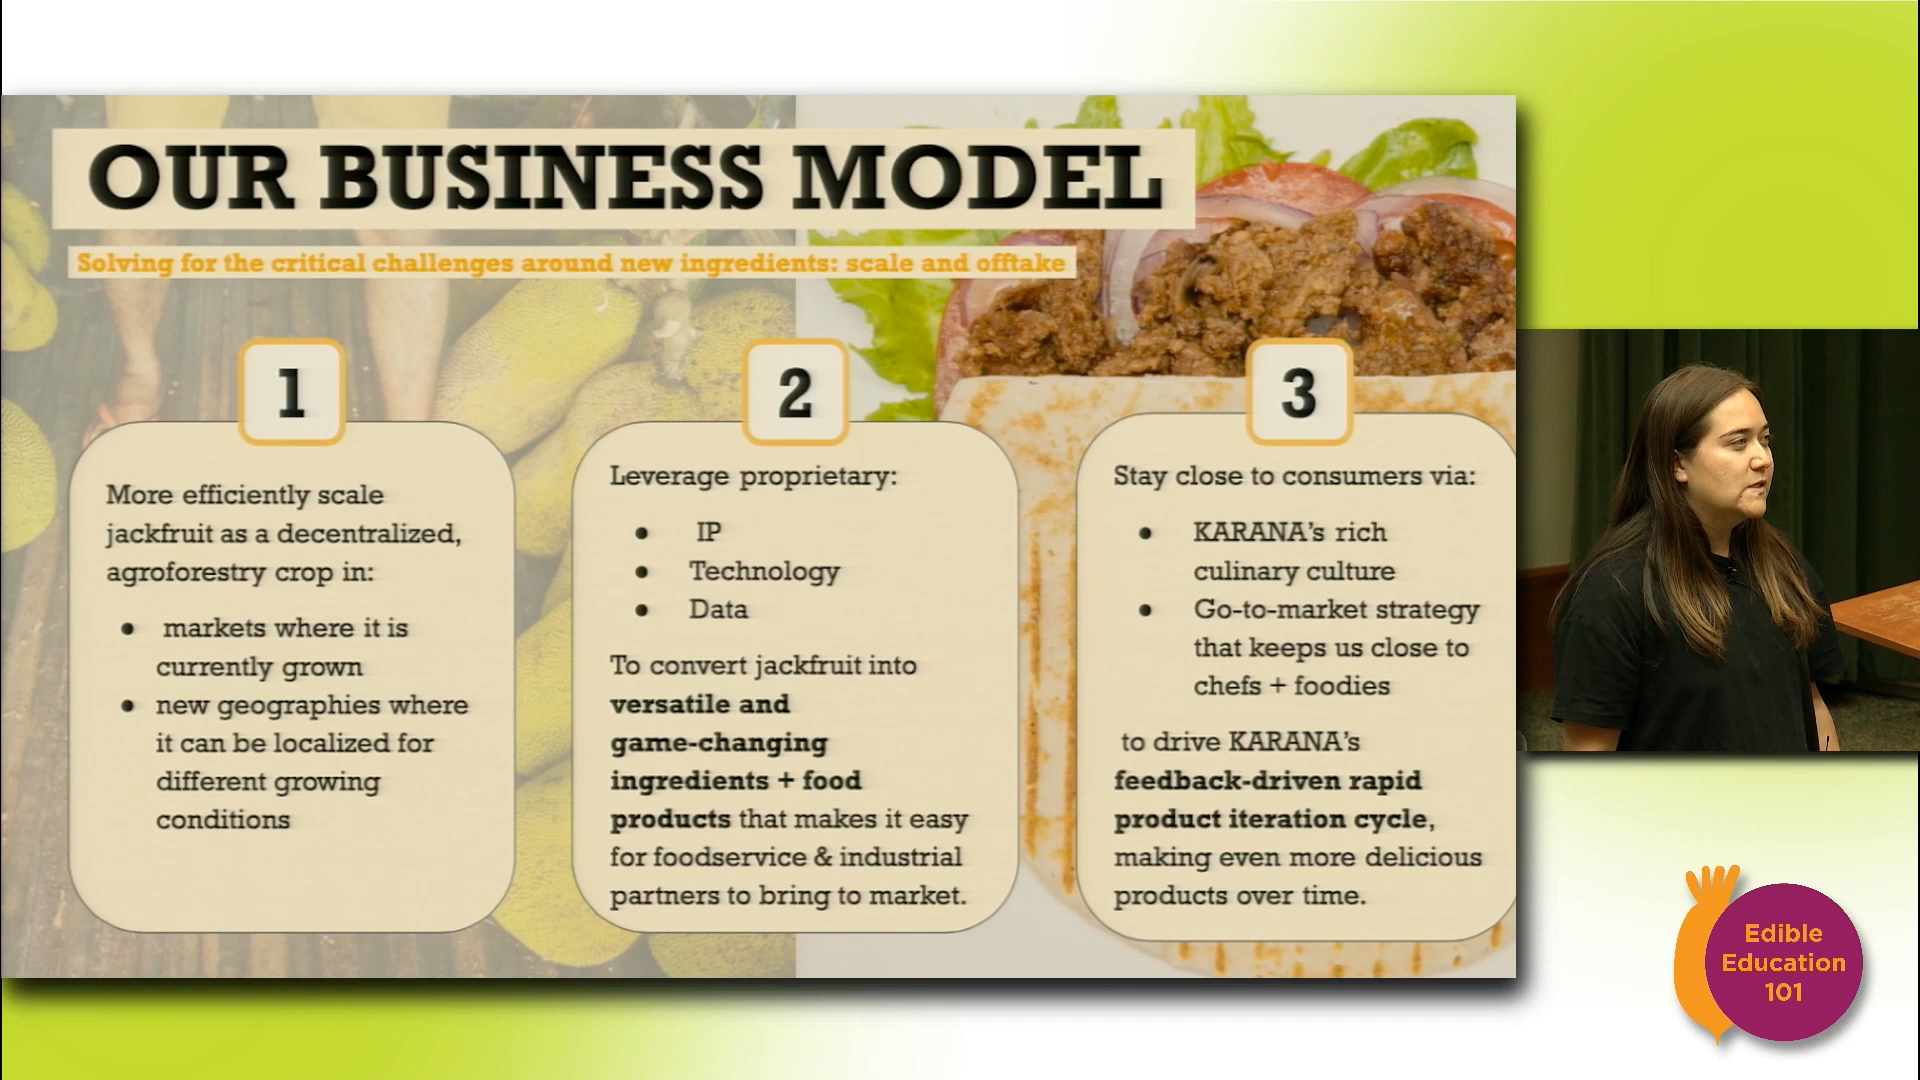 OUR BUSINESS MODEL
Solving for the critical challenges around new ingredients: scale and offtake
1
More efficiently scale
jackfruit as a decentralized,
agroforestry crop in:
• markets where it is
currently grown
• new geographies where
it can be localized for
different growing
conditions
2
Leverage proprietary:
• IP
• Technology
• Data
To convert jackfruit into
versatile and
game-changing
ingredients + food
products that makes it easy
for foodservice & industrial
partners to bring to market.
3
Stay close to consumers via:
• KARANA's rich
culinary culture
• Go-to-market strategy
that keeps us close to
chefs + foodies
to drive KARANA's
feedback-driven rapid
product iteration cycle,
making even more delicious
products over time.
Edible
Education
101